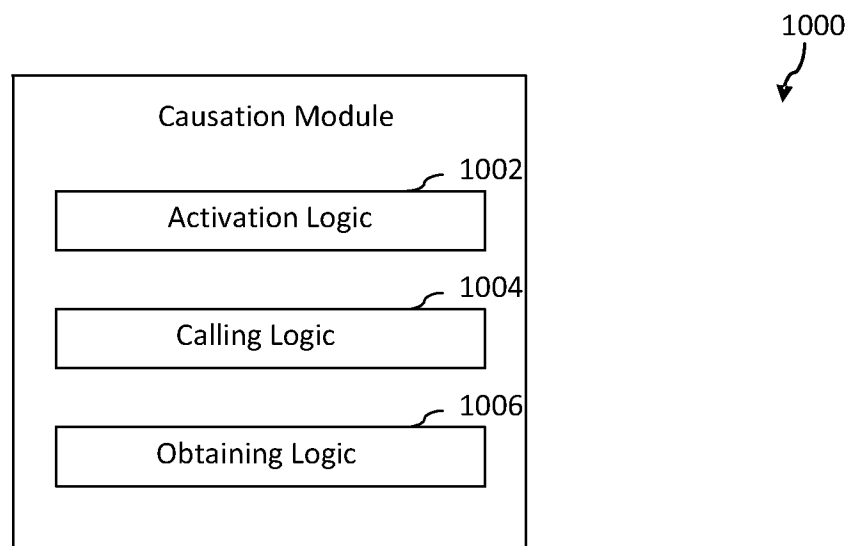 1000
Causation Module
1002
Activation Logic
1004
Calling Logic
1006
Obtaining Logic